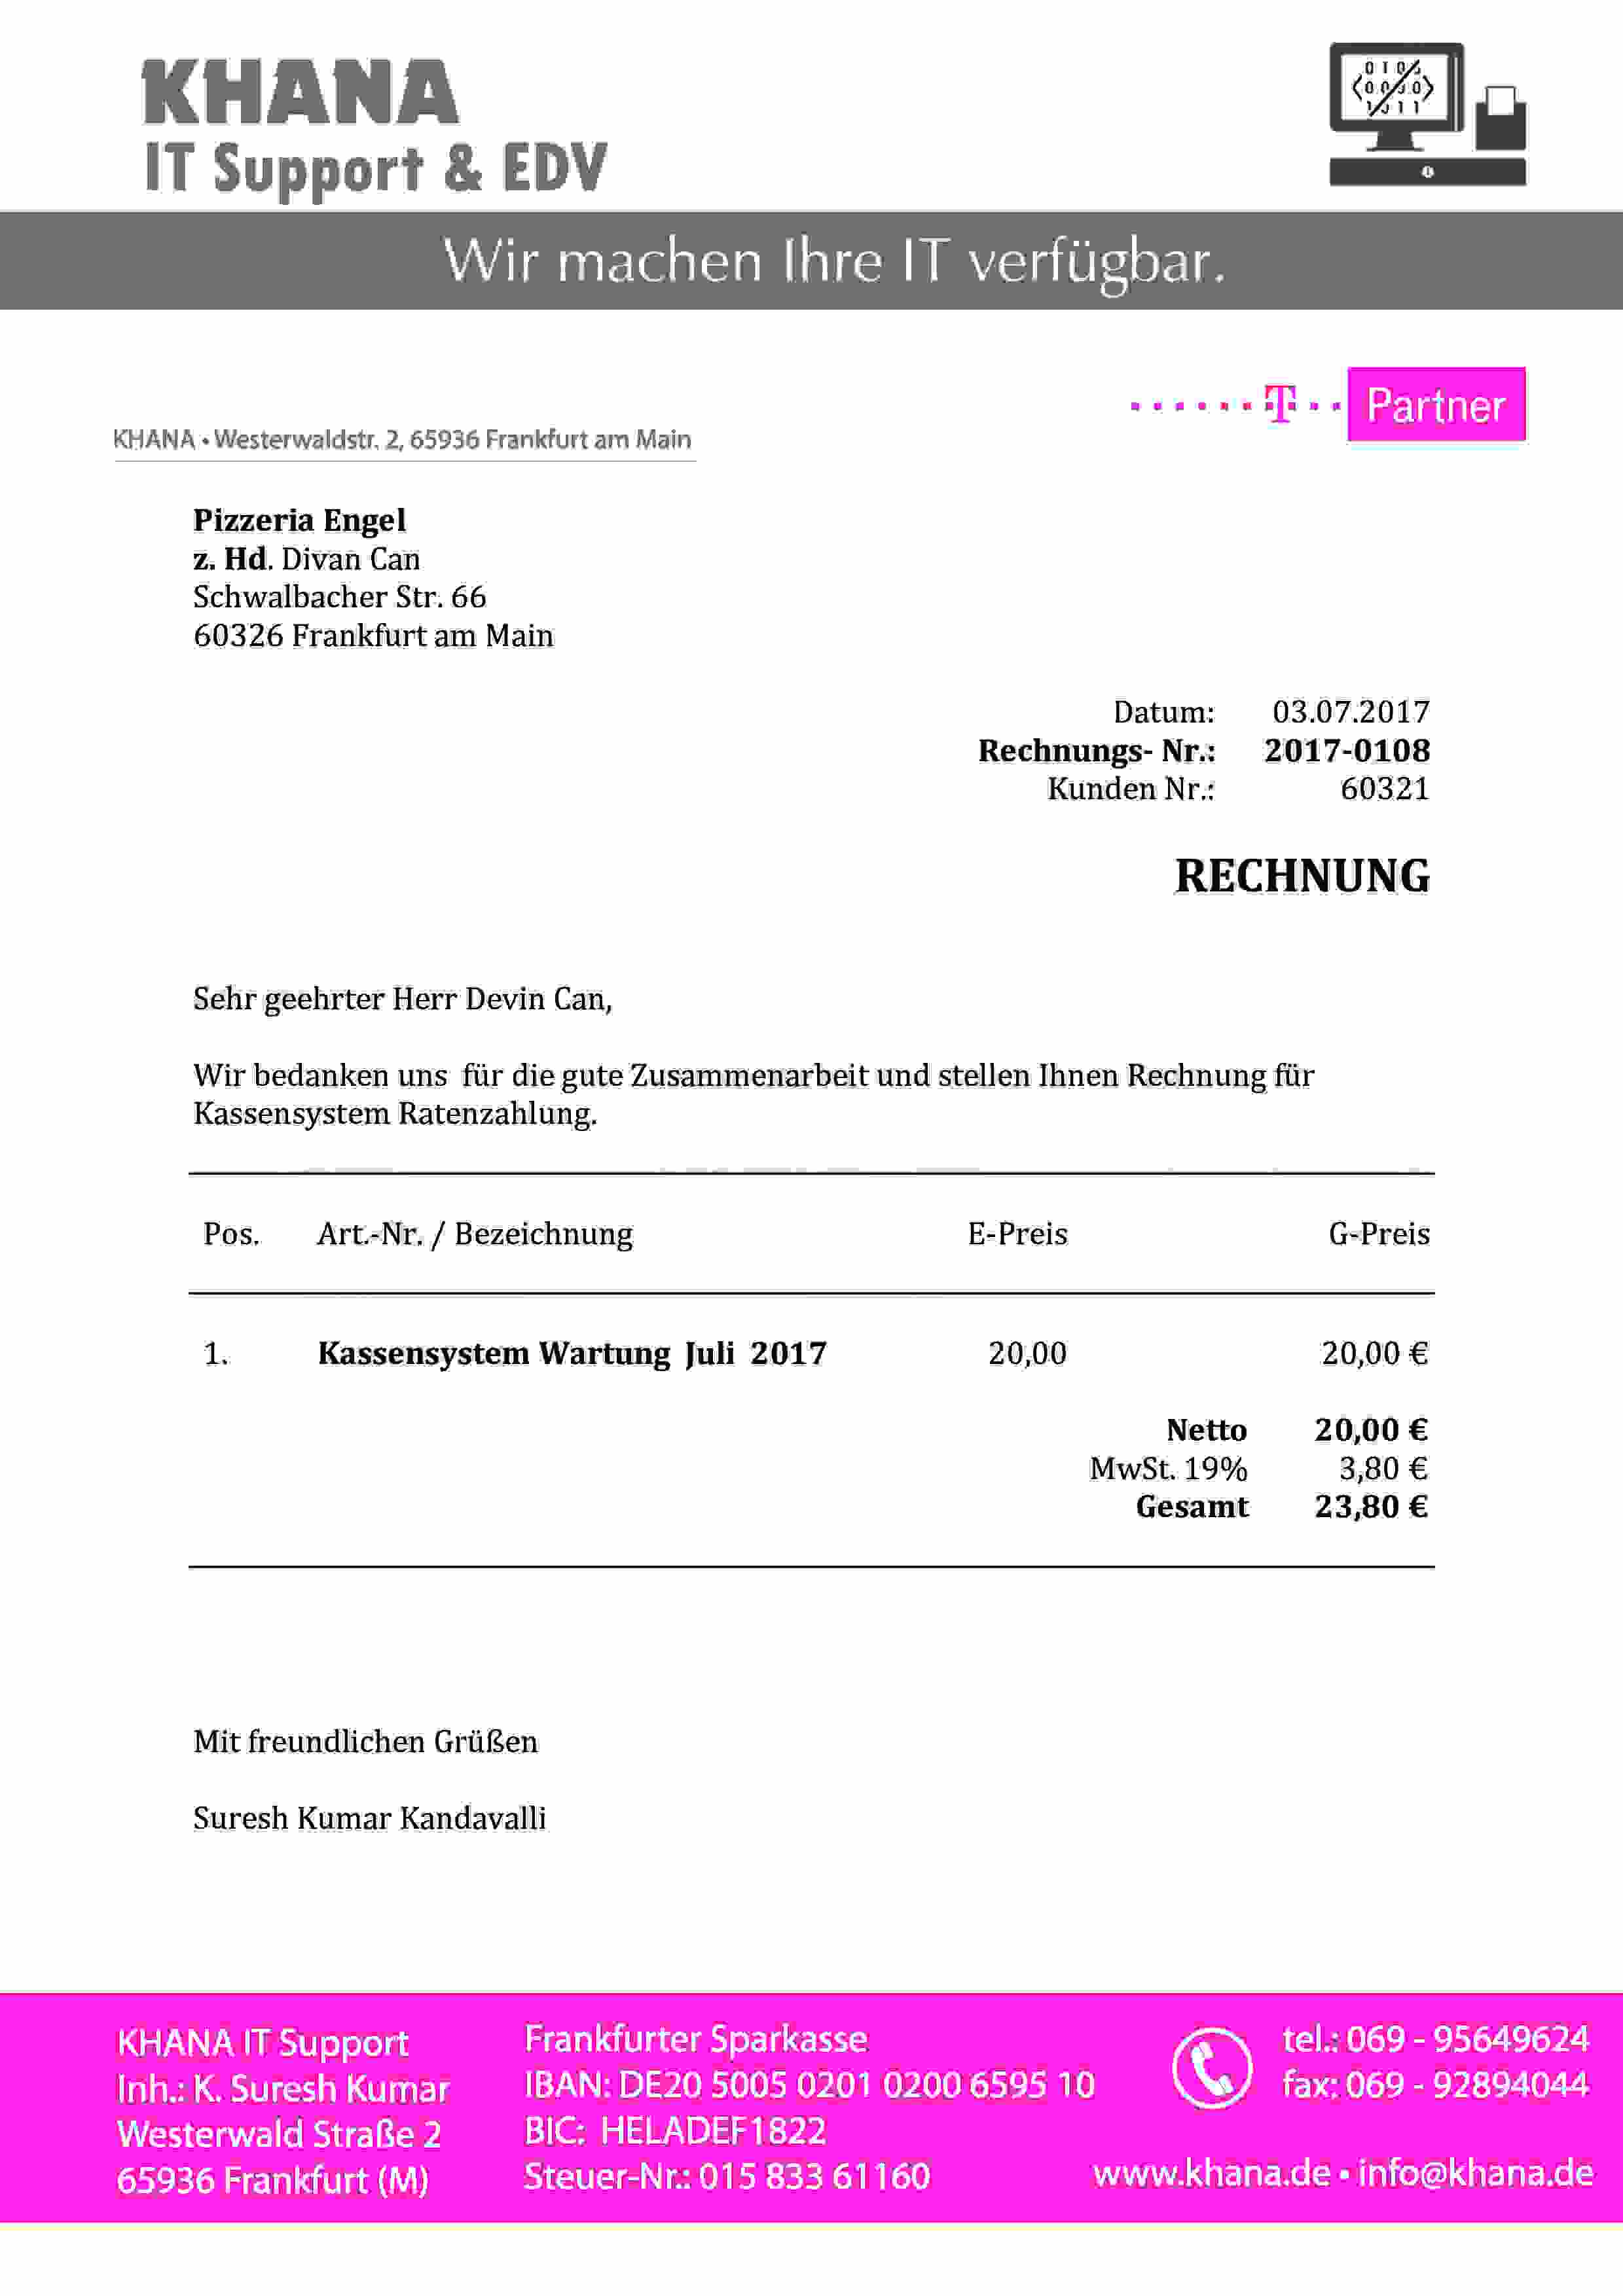 KHANA
IT Support & EDV
Wir machen Ihre IT verfügbar.
T Partner
KHANA • Westerwaldstr. 2, 65936 Frankfurt am Main
Pizzeria Engel
z. Hd. Divan Can
Schwalbacher Str. 66
60326 Frankfurt am Main
Datum: 03.07.2017
Rechnungs- Nr.: 2017-0108
Kunden Nr.: 60321
RECHNUNG
Sehr geehrter Herr Devin Can,
Wir bedanken uns für die gute Zusammenarbeit und stellen Ihnen Rechnung für
Kassensystem Ratenzahlung.
Pos. Art.-Nr. / Bezeichnung E-Preis G-Preis
1. Kassensystem Wartung Juli 2017 20,00 20,00 €
Netto 20,00 €
MwSt. 19% 3,80 €
Gesamt 23,80 €
Mit freundlichen Grüßen
Suresh Kumar Kandavalli
KHANA IT Support
Inh.: K. Suresh Kumar
Westerwald Straße 2
65936 Frankfurt (M)
Frankfurter Sparkasse
IBAN: DE20 5005 0201 0200 6595 10
BIC: HELADEF1822
Steuer-Nr.: 015 833 61160
tel.: 069 - 95649624
fax: 069 - 92894044
www.khana.de • info@khana.de